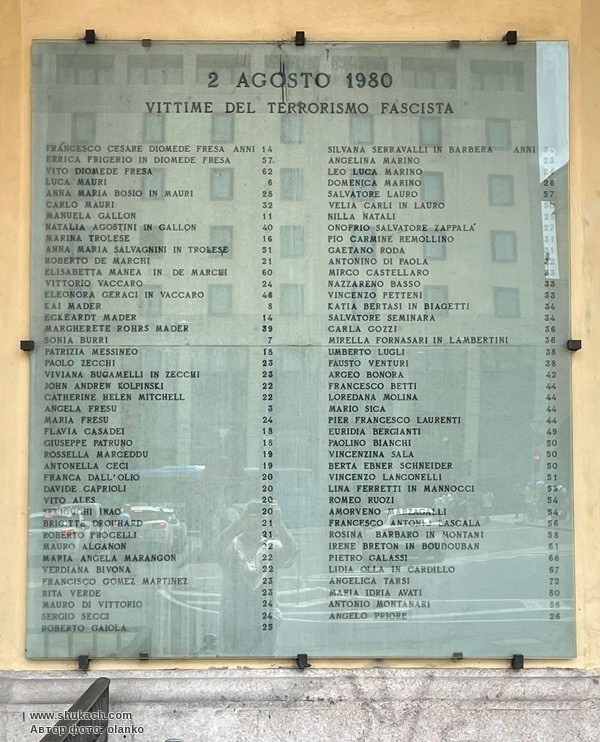 2 AGOSTO 1980
VITTIME DEL TERRORISMO FASCISTA
FRANCESCO CESARE DIOMEDE FRESA ANNI 14
ERRICA FRIGERIO IN DIOMEDE FRESA 57
VITO DIOMEDE FRESA 62
LUCA MAURI 6
ANNA MARIA BOSIO IN MAURI 28
CARLO MAURI 32
MANUELA GALLON 11
NATALIA AGOSTINI IN GALLON 40
MARINA TROLESE 16
ANNA MARIA SALVAGNINI IN TROLESE 51
ROBERTO DE MARCHI 21
ELISABETTA MANEA IN DE MARCHI 60
VITTORIO VACCARO 24
ELEONORA GERACI IN VACCARO 46
KAI MADER 8
ECKEARDT MADER 14
MARGHERETE ROHRS MADER 39
SONIA BURRI 7
PATRIZIA MESSINEO 18
PAOLO ZECCHI 23
VIVIANA BUGAMELLI IN ZECCHI 23
JOHN ANDREW KOLPINSKI 22
CATHERINE HELEN MITCHELL 22
ANGELA FRESU 3
MARIA FRESU 24
FLAVIA CASADEI 18
GIUSEPPE PATRUNO 18
ROSSELLA MARCEDDU 19
ANTONELLA CECI 19
FRANCA DALL'OLIO 20
DAVIDE CAPRIOLI 20
VITO ALES 20
IWAO 20
BRIGITTE DROUHARD 21
ROBERTO PROCELLI 21
MAURO ALGANON 22
MARIA ANGELA MARANGON 22
VERDIANA BIVONA 22
FRANCISCO GOMEZ MARTINEZ 23
RITA VERDE 23
MAURO DI VITTORIO 24
SERGIO SECCI 24
ROBERTO GAIOLA 25
SILVANA SERRAVALLI IN BARBERA ANNI
ANGELINA MARINO 23
LEO LUCA MARINO
DOMENICA MARINO 26
SALVATORE LAURO 57
VELIA CARLI IN LAURO
NILLA NATALI
ONOFRIO SALVATORE ZAPPALA'
PIO CARMINE REMOLLINO
GAETANO RODA
ANTONINO DI PAOLA
MIRCO CASTELLARO
NAZZARENO BASSO 33
VINCENZO PETTENI 33
KATIA BERTASI IN BIAGETTI 34
SALVATORE SEMINARA 34
CARLA GOZZI 36
MIRELLA FORNASARI IN LAMBERTINI 36
UMBERTO LUGLI 38
FAUSTO VENTURI 38
ARGEO BONORA 42
FRANCESCO BETTI 44
LOREDANA MOLINA 44
MARIO SICA 44
PIER FRANCESCO LAURENTI 44
EURIDIA BERGIANTI 49
PAOLINO BIANCHI 50
VINCENZINA SALA 50
BERTA EBNER SCHNEIDER 50
VINCENZO LANCONELLI 51
LINA FERRETTI IN MANNOCCI 53
ROMEO RUOZI 54
AMORVENO MARZAGALLI 54
FRANCESCO ANTONIO LASCALA 56
ROSINA BARBARO IN MONTANI 58
IRENE BRETON IN BOUDOUBAN 61
PIETRO GALASSI 66
LIDIA OLLA IN CARDILLO 67
ANGELICA TARSI 72
MARIA IDRIA AVATI 80
ANTONIO MONTANARI 86
ANGELO PRIORE 26
www.shukach.com
Автор фото: olanko